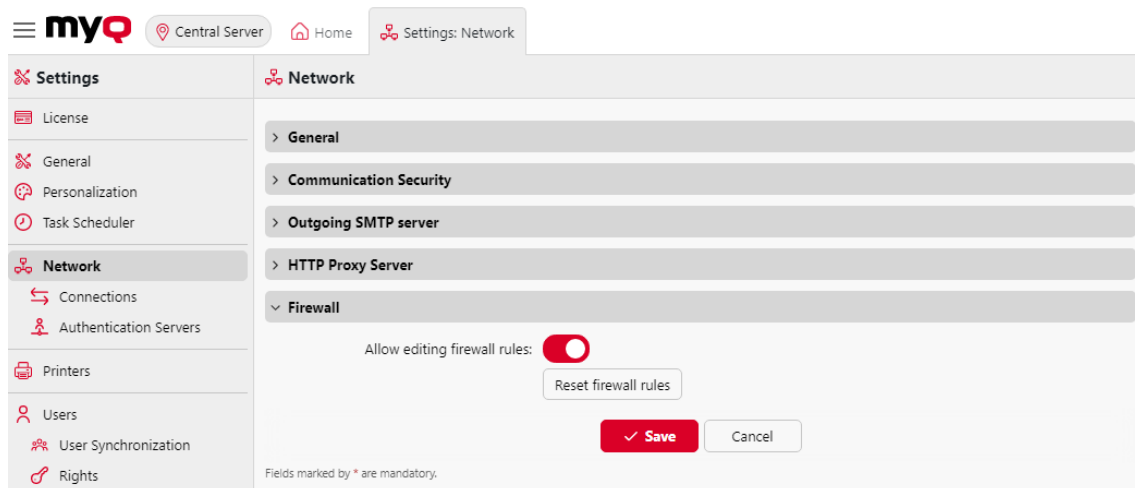 myQ
Central Server
Home
Settings: Network
Settings
Network
License
General
Personalization
Task Scheduler
Network
Connections
Authentication Servers
Printers
Users
User Synchronization
Rights
> General
> Communication Security
> Outgoing SMTP server
> HTTP Proxy Server
Firewall
Allow editing firewall rules:
Reset firewall rules
Save
Cancel
Fields marked by * are mandatory.